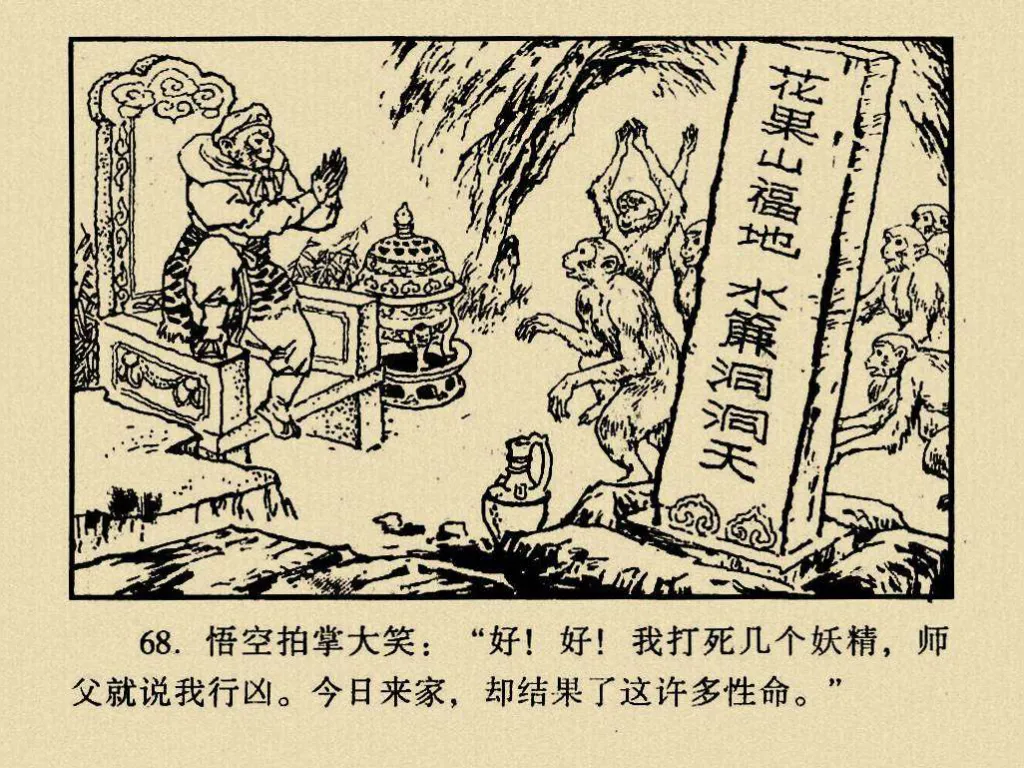 花果山福地 水簾洞洞天
68. 悟空拍掌大笑：“好！好！我打死几个妖精，师
父就说我行凶。今日来家，却结果了这许多性命。”